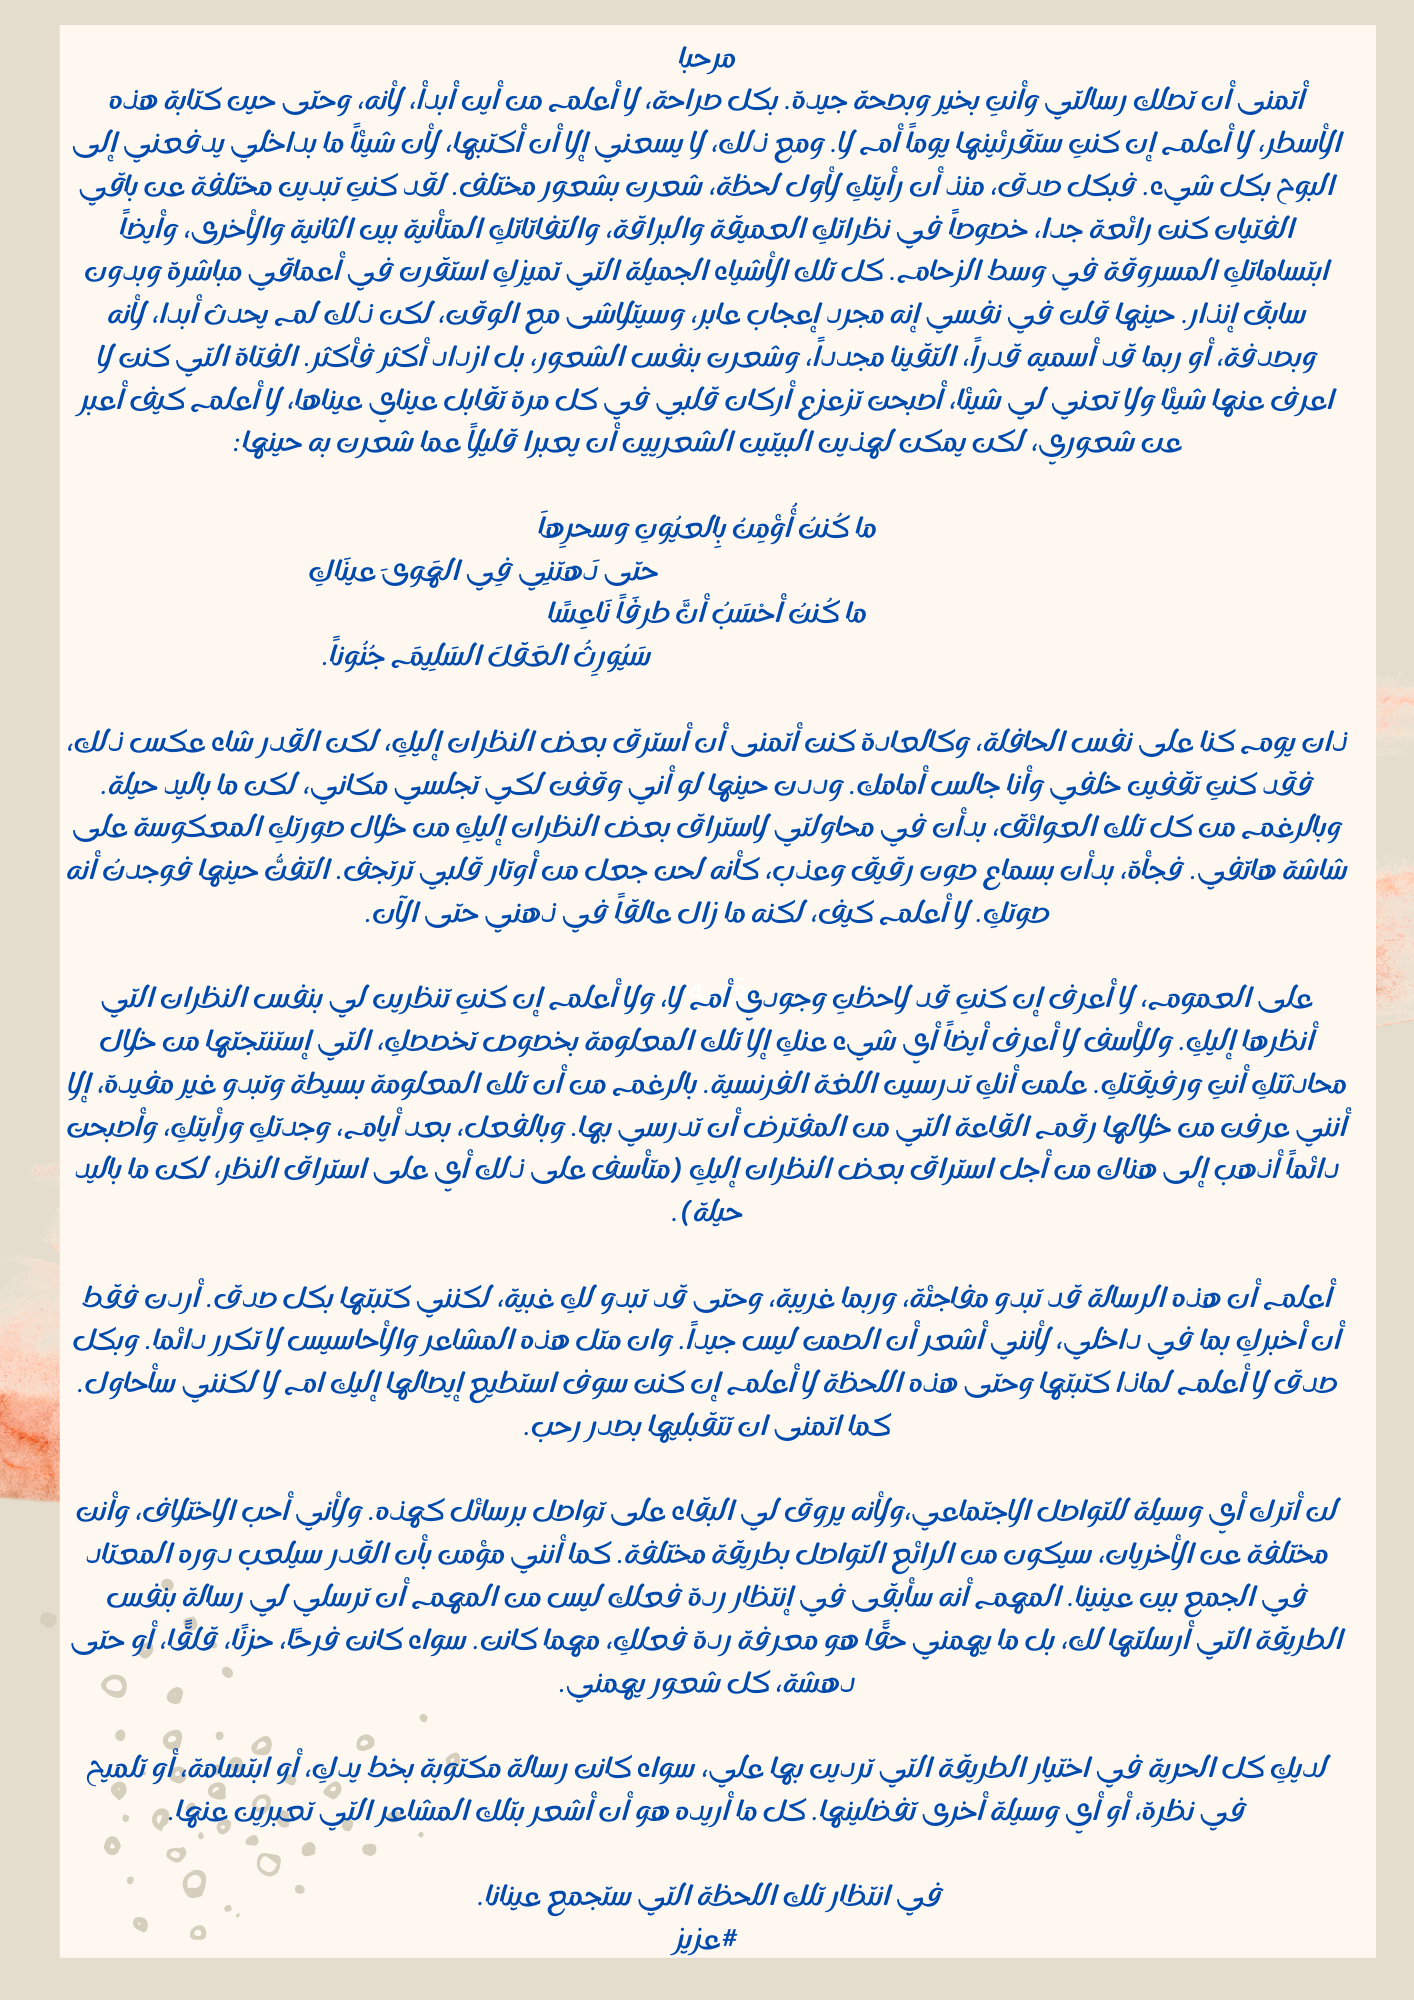 مرحبا
أتمنى أن تصلك رسالتي وأنتِ بخير وبصحة جيدة. بكل صراحة، لا أعلم من أين أبدأ، لأنه، وحتى حين كتابة هذه
الأسطر، لا أعلم إن كنتِ ستقرئينها يوماً أم لا. ومع ذلك، لا يسعني إلا أن أكتبها، لأن شيئاً ما بداخلي يدفعني إلى
البوح بكل شيء. فبكل صدق، منذ أن رأيتكِ لأول لحظة، شعرت بشعور مختلف. لقد كنتِ تبدين مختلفة عن باقي
الفتيات كنت رائعة جدا، خصوصاً في نظراتكِ العميقة والبراقة، والتفاتاتكِ المتأنية بين الثانية والأخرى، وأيضاً
ابتساماتكِ المسروقة في وسط الزحام. كل تلك الأشياء الجميلة التي تميزكِ استقرت في أعماقي مباشرة وبدون
سابق إنذار. حينها قلت في نفسي إنه مجرد إعجاب عابر، وسيتلاشى مع الوقت، لكن ذلك لم يحدث أبدا، لأنه
وبصدفة، أو ربما قد أسميه قدراً، التقينا مجدداً، وشعرت بنفس الشعور، بل ازداد أكثر فأكثر. الفتاة التي كنت لا
اعرف عنها شيئا ولا تعني لي شيئا، أصبحت تزعزع أركان قلبي في كل مرة تقابل عيناي عيناها، لا أعلم كيف أعبر
عن شعوري، لكن يمكن لهذين البيتين الشعريين أن يعبرا قليلاً عما شعرت به حينها:
ما كُنتُ أُؤمِنُ بِالعيُونِ وسحرِهاَ
حتى دَهتنِي فِي الهَوىَ عينَاكِ
ما كُنتُ أحْسَبُ أنَّ طرفَاً نَاعِسًا
سَيُورِثُ العَقلَ السَلِيمَ جُنُوناً.
ذات يوم كنا على نفس الحافلة، وكالعادة كنت أتمنى أن أسترق بعض النظرات إليكِ، لكن القدر شاء عكس ذلك،
فقد كنتِ تقفين خلفي وأنا جالس أمامك. وددت حينها لو أني وقفت لكي تجلسي مكاني، لكن ما باليد حيلة.
وبالرغم من كل تلك العوائق، بدأت في محاولتي لاستراق بعض النظرات إليكِ من خلال صورتكِ المعكوسة على
شاشة هاتفي. فجأة، بدأت بسماع صوت رقيق وعذب، كأنه لحن جعل من أوتار قلبي ترتجف. التفتُّ حينها فوجدتُ أنه
صوتكِ. لا أعلم كيف، لكنه ما زال عالقاً في ذهني حتى الآن.
على العموم، لا أعرف إن كنتِ قد لاحظتِ وجودي أم لا، ولا أعلم إن كنتِ تنظرين لي بنفس النظرات التي
أنظرها إليكِ. وللأسف لا أعرف أيضاً أي شيء عنكِ إلا تلك المعلومة بخصوص تخصصكِ، التي إستنتجتها من خلال
محادثتكِ أنتِ ورفيقتكِ. علمت أنكِ تدرسين اللغة الفرنسية. بالرغم من أن تلك المعلومة بسيطة وتبدو غير مفيدة، إلا
أنني عرفت من خلالها رقم القاعة التي من المفترض أن تدرسي بها. وبالفعل، بعد أيام، وجدتكِ ورأيتكِ، وأصبحت
دائماً أذهب إلى هناك من أجل استراق بعض النظرات إليكِ (متأسف على ذلك أي على استراق النظر، لكن ما باليد
حيلة).
أعلم أن هذه الرسالة قد تبدو مفاجئة، وربما غريبة، وحتى قد تبدو لكِ غبية، لكنني كتبتها بكل صدق. أردت فقط
أن أخبركِ بما في داخلي، لأنني أشعر أن الصمت ليس جيداً. وان مثل هذه المشاعر والأحاسيس لا تكرر دائما. وبكل
صدق لا أعلم لماذا كتبتها وحتى هذه اللحظة لا أعلم إن كنت سوف استطيع إيصالها إليك ام لا لكنني سأحاول.
كما اتمنى ان تتقبليها بصدر رحب.
لن أترك أي وسيلة للتواصل الاجتماعي،ولأنه يروق لي البقاء على تواصل برسائل كهذه. ولأني أحب الاختلاف، وأنت
مختلفة عن الأخريات، سيكون من الرائع التواصل بطريقة مختلفة. كما أنني مؤمن بأن القدر سيلعب دوره المعتاد
في الجمع بين عينينا. المهم أنه سأبقى في إنتظار ردة فعلك ليس من المهم أن ترسلي لي رسالة بنفس
الطريقة التي أرسلتها لك، بل ما يهمني حقًا هو معرفة ردة فعلكِ، مهما كانت. سواء كانت فرحًا، حزنًا، قلقًا، أو حتى
دهشة، كل شعور يهمني.
لديكِ كل الحرية في اختيار الطريقة التي تردين بها علي، سواء كانت رسالة مكتوبة بخط يدكِ، أو ابتسامة، أو تلميح
في نظرة، أو أي وسيلة أخرى تفضلينها. كل ما أريده هو أن أشعر بتلك المشاعر التي تعبرين عنها.
في انتظار تلك اللحظة التي ستجمع عينانا.
#عزيز